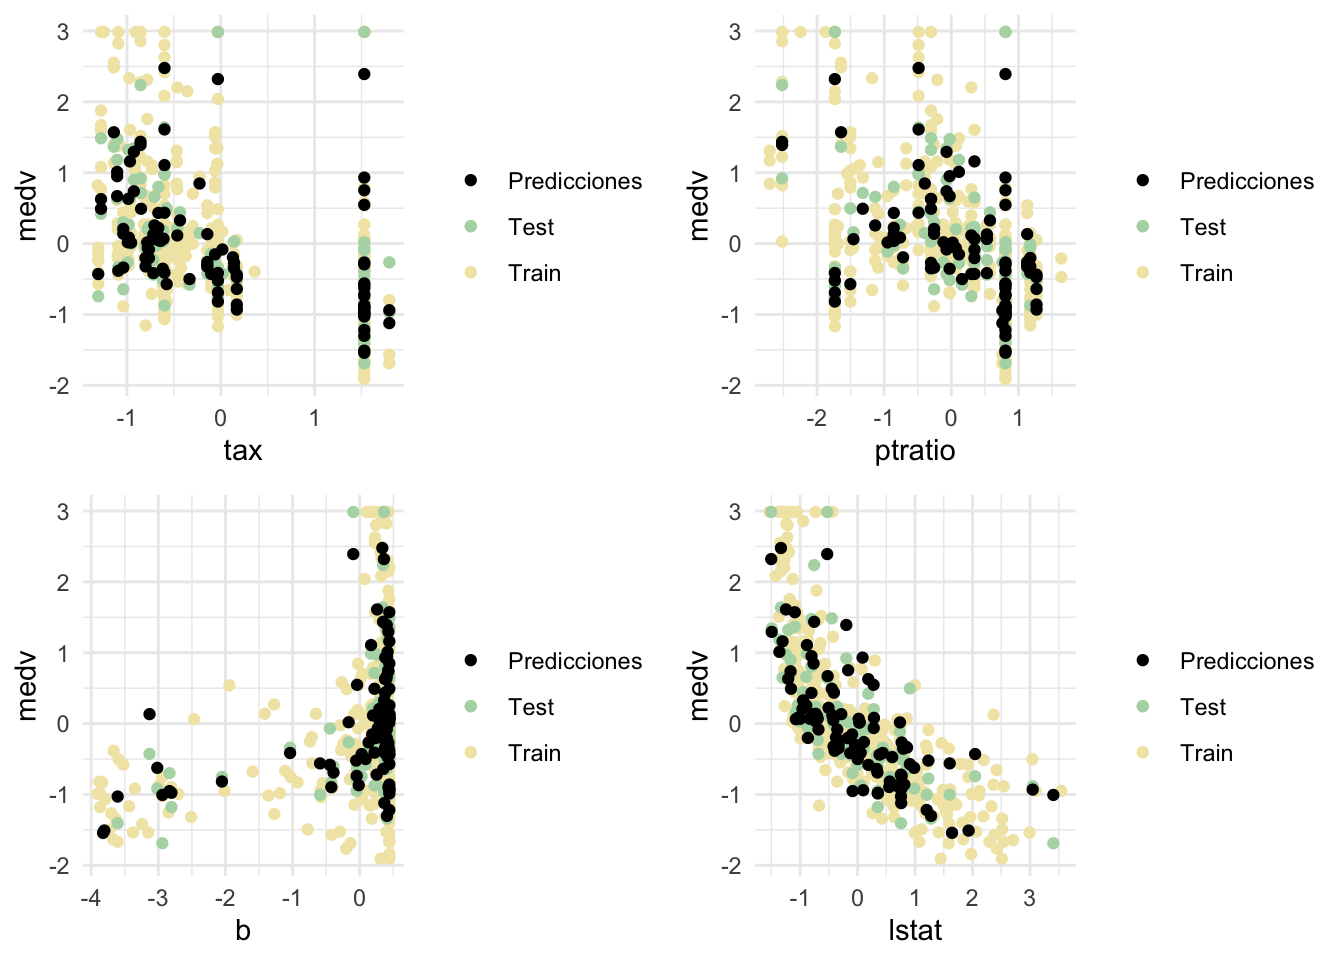 3
2
1
0
-1
-2
medv
-1 0 1
tax
Predicciones
Test
Train
3
2
1
0
-1
-2
medv
-2 -1 0 1
ptratio
Predicciones
Test
Train
3
2
1
0
-1
-2
medv
-4 -3 -2 -1 0
b
Predicciones
Test
Train
3
2
1
0
-1
-2
medv
-1 0 1 2 3
lstat
Predicciones
Test
Train